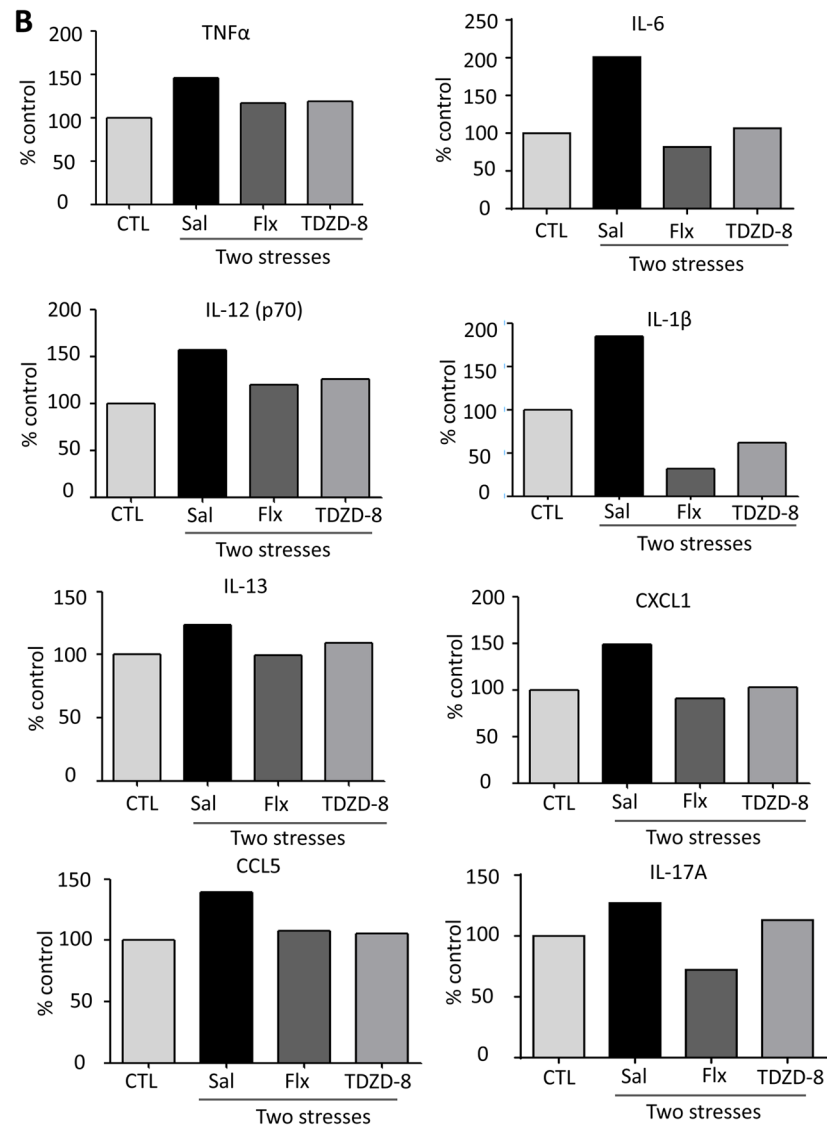 B
TNFα
% control
200
150
100
50
0
CTL Sal Flx TDZD-8
Two stresses
IL-6
% control
250
200
150
100
50
0
CTL Sal Flx TDZD-8
Two stresses
IL-12 (p70)
% control
200
150
100
50
0
CTL Sal Flx TDZD-8
Two stresses
IL-1β
% control
200
150
100
50
0
CTL Sal Flx TDZD-8
Two stresses
IL-13
% control
150
100
50
0
CTL Sal Flx TDZD-8
Two stresses
CXCL1
% control
200
150
100
50
0
CTL Sal Flx TDZD-8
Two stresses
CCL5
% control
150
100
50
0
CTL Sal Flx TDZD-8
Two stresses
IL-17A
% control
150
100
50
0
CTL Sal Flx TDZD-8
Two stresses